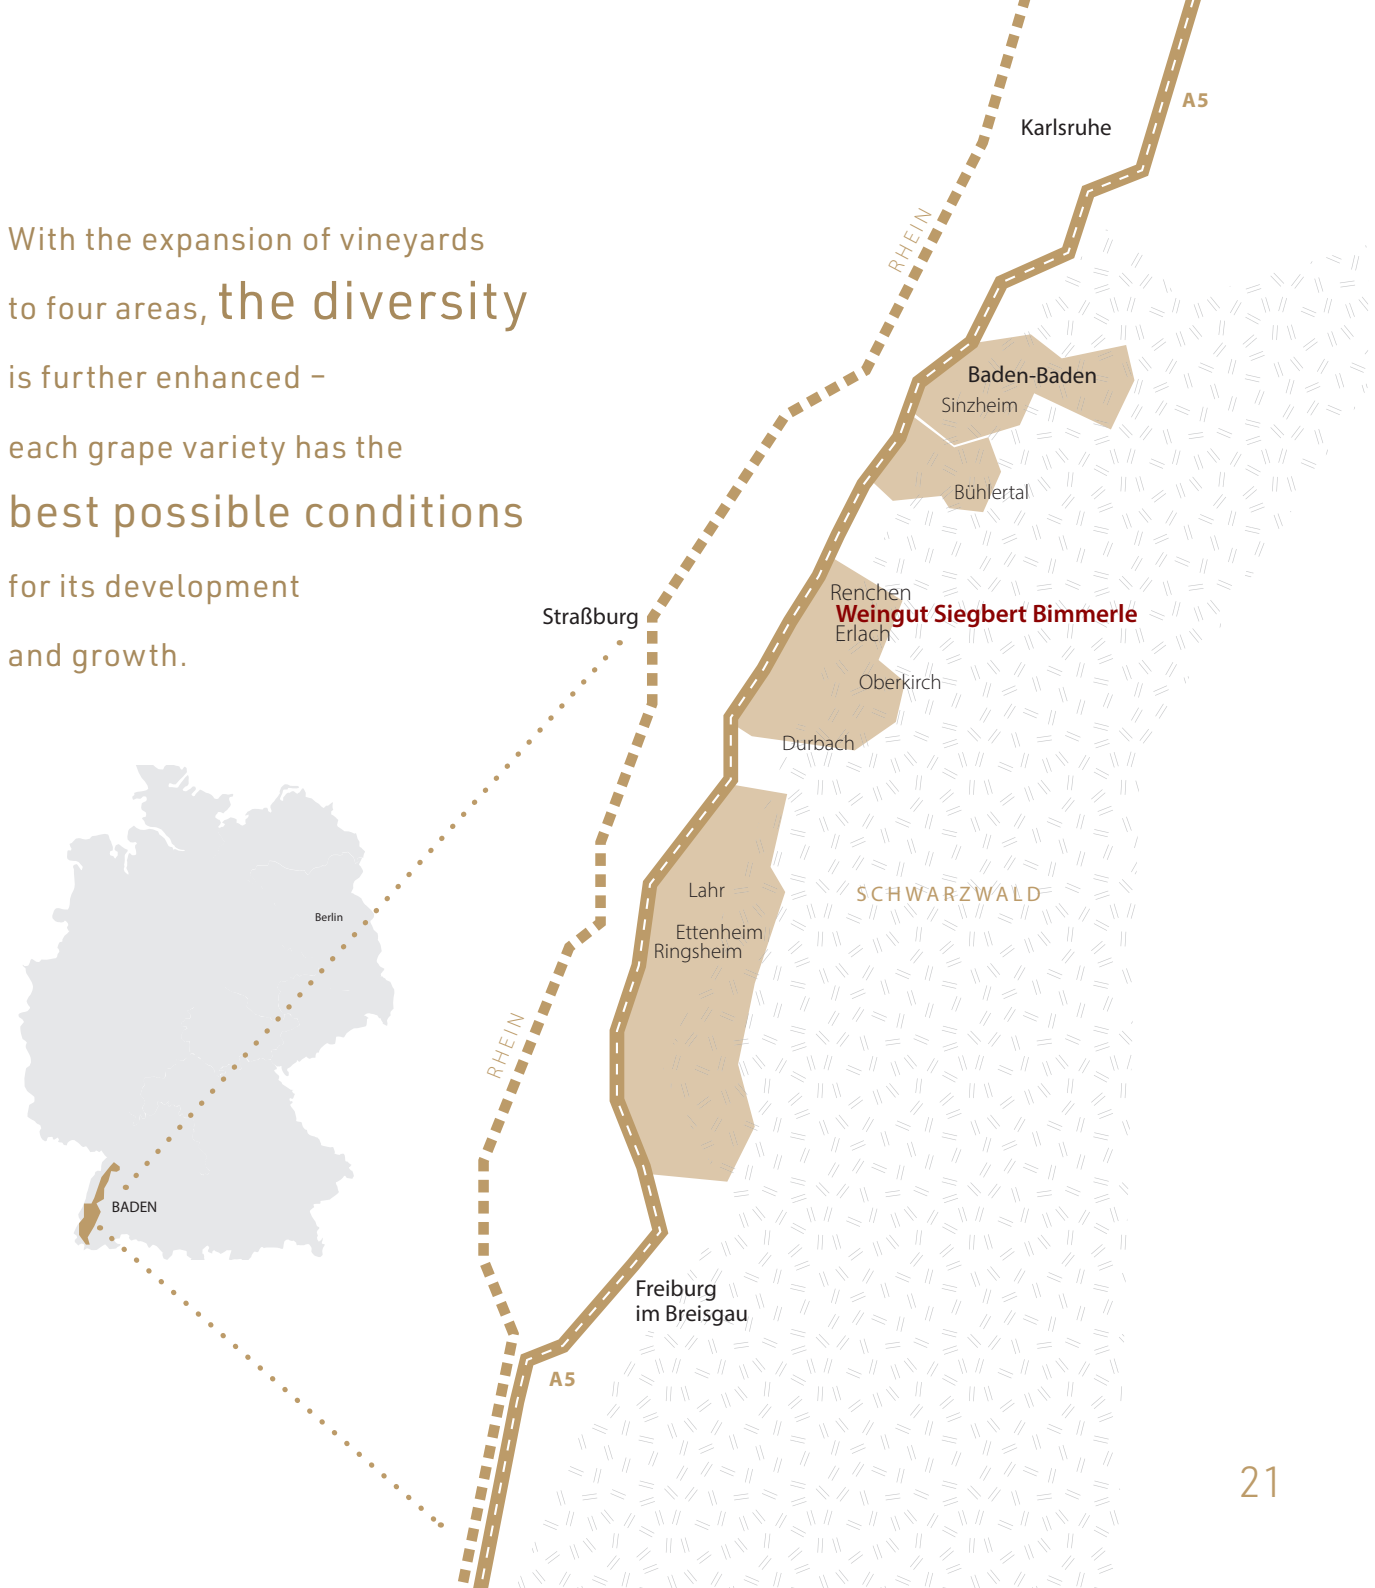 With the expansion of vineyards
to four areas, the diversity
is further enhanced –
each grape variety has the
best possible conditions
for its development
and growth.
A5
Karlsruhe
RHEIN
Baden-Baden
Sinzheim
Bühlertal
Renchen
Weingut Siegbert Bimmerle
Erlach
Straßburg
Oberkirch
Durbach
Lahr
SCHWARZWALD
Ettenheim
Ringsheim
Berlin
RHEIN
BADEN
Freiburg
im Breisgau
A5
21